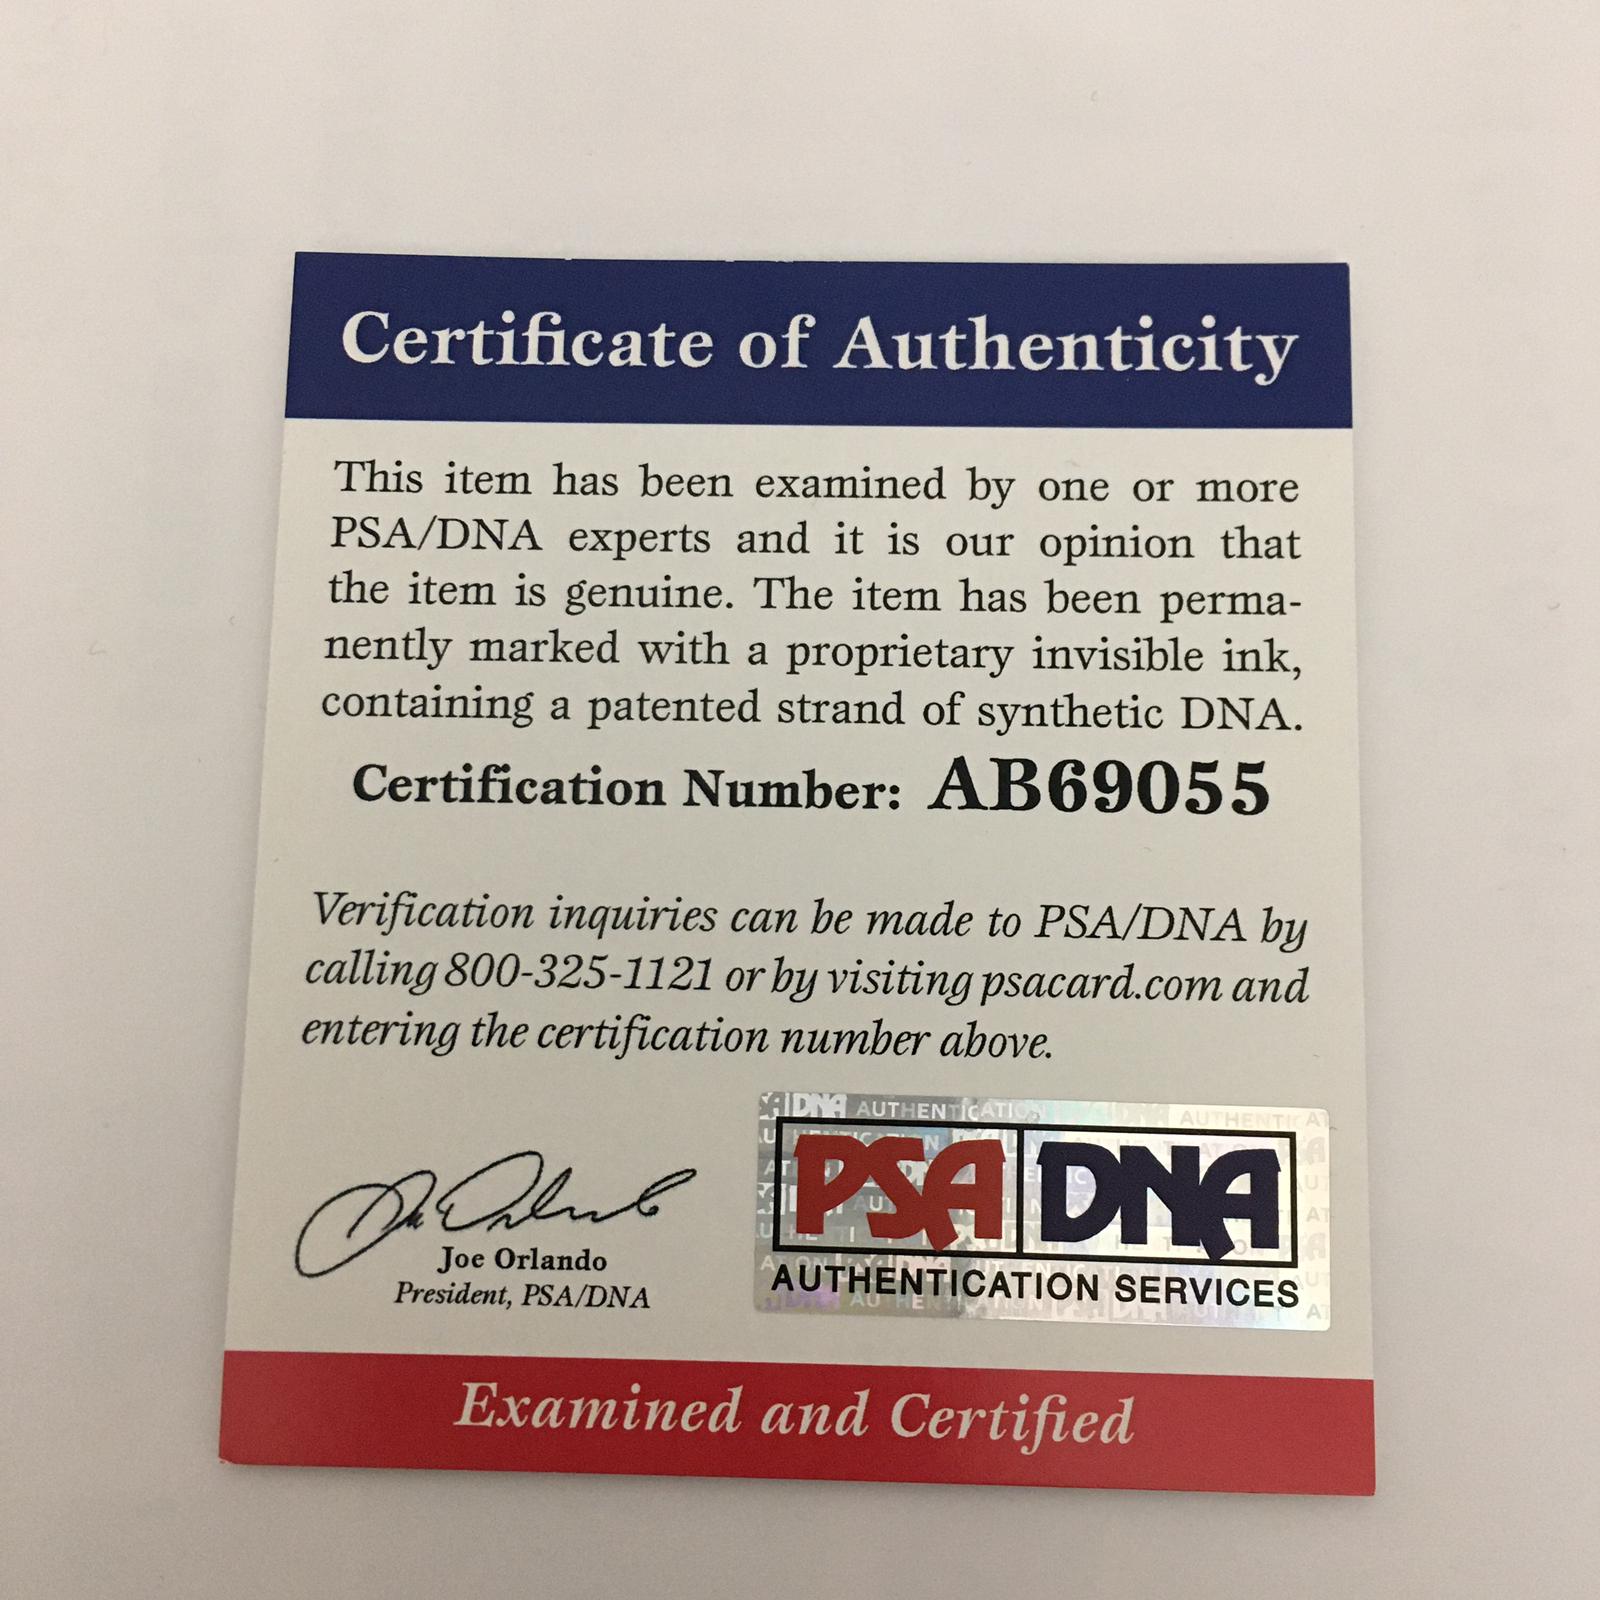 Certificate of Authenticity
This item has been examined by one or more
PSA/DNA experts and it is our opinion that
the item is genuine. The item has been perma-
nently marked with a proprietary invisible ink,
containing a patented strand of synthetic DNA.
Certification Number: AB69055
Verification inquiries can be made to PSA/DNA by
calling 800-325-1121 or by visiting psacard.com and
entering the certification number above.
Joe Orlando
President, PSA/DNA
PSA DNA
AUTHENTICATION SERVICES
Examined and Certified